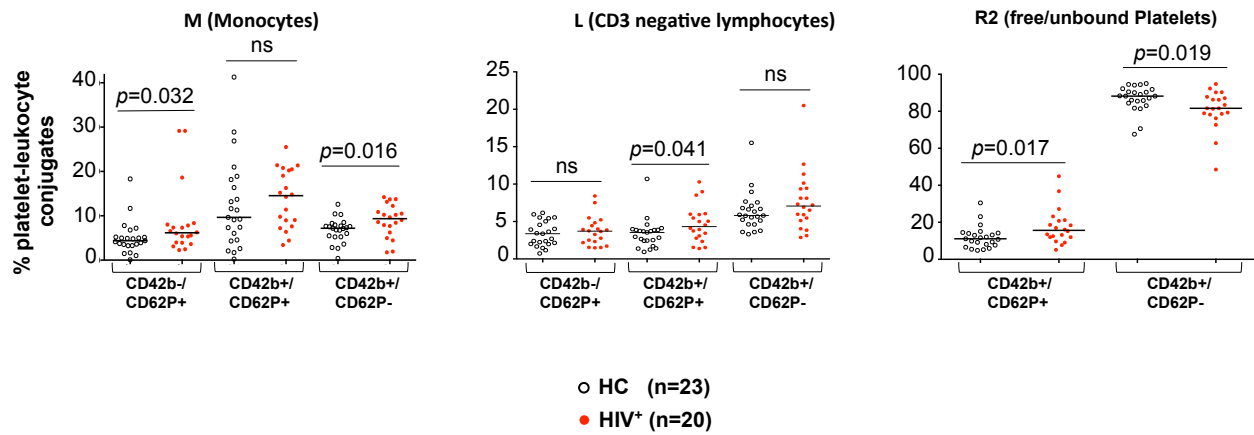 M (Monocytes)
L (CD3 negative lymphocytes)
R2 (free/unbound Platelets)
% platelet-leukocyte
conjugates
40
30
20
10
0
p=0.032
ns
p=0.016
CD42b-/
CD62P+
CD42b+/
CD62P+
CD42b+/
CD62P-
25
20
15
10
5
0
ns
p=0.041
ns
CD42b-/
CD62P+
CD42b+/
CD62P+
CD42b+/
CD62P-
100
80
60
40
20
0
p=0.017
p=0.019
CD42b+/
CD62P+
CD42b+/
CD62P-
HC (n=23)
HIV+ (n=20)